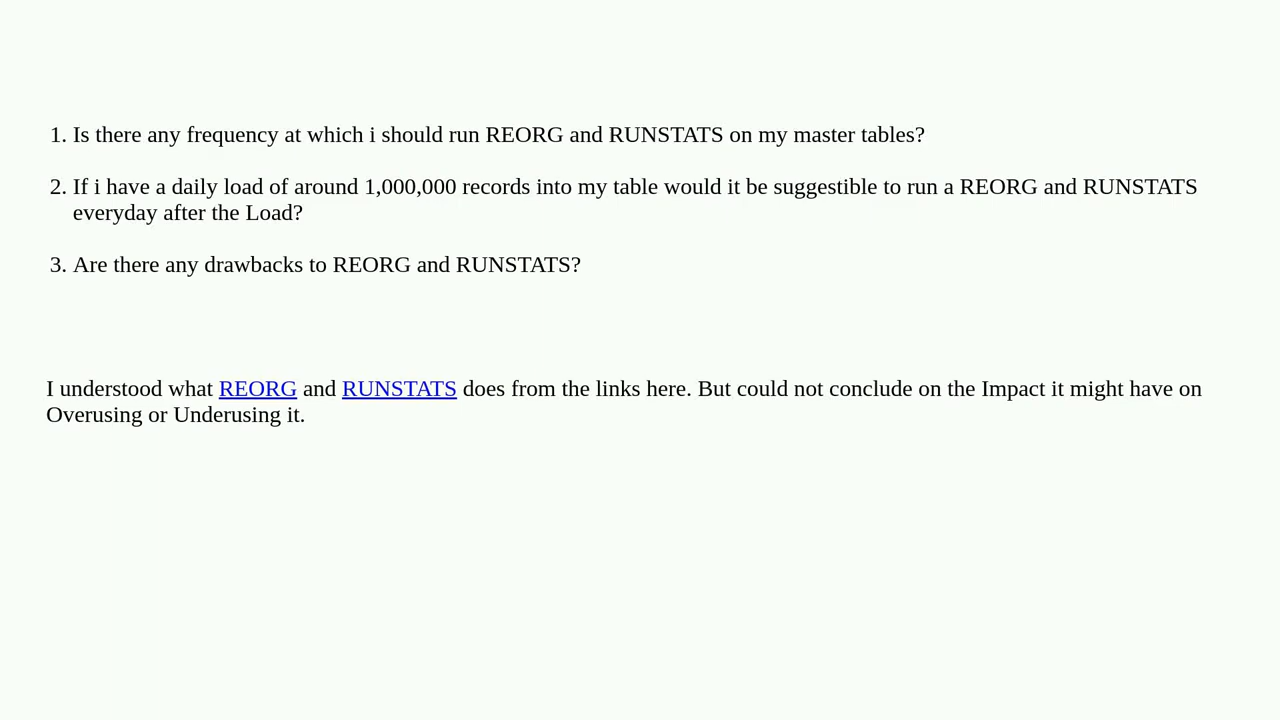 1. Is there any frequency at which i should run REORG and RUNSTATS on my master tables?
2. If i have a daily load of around 1,000,000 records into my table would it be suggestible to run a REORG and RUNSTATS
everyday after the Load?
3. Are there any drawbacks to REORG and RUNSTATS?
I understood what REORG and RUNSTATS does from the links here. But could not conclude on the Impact it might have on
Overusing or Underusing it.